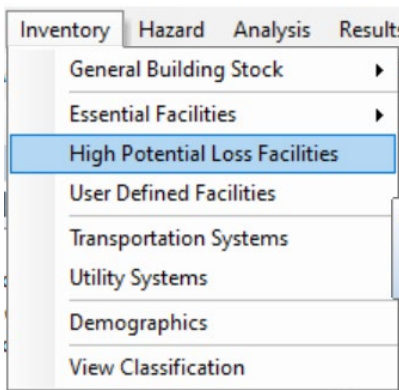 Inventory Hazard Analysis Results
General Building Stock
Essential Facilities
High Potential Loss Facilities
User Defined Facilities
Transportation Systems
Utility Systems
Demographics
View Classification